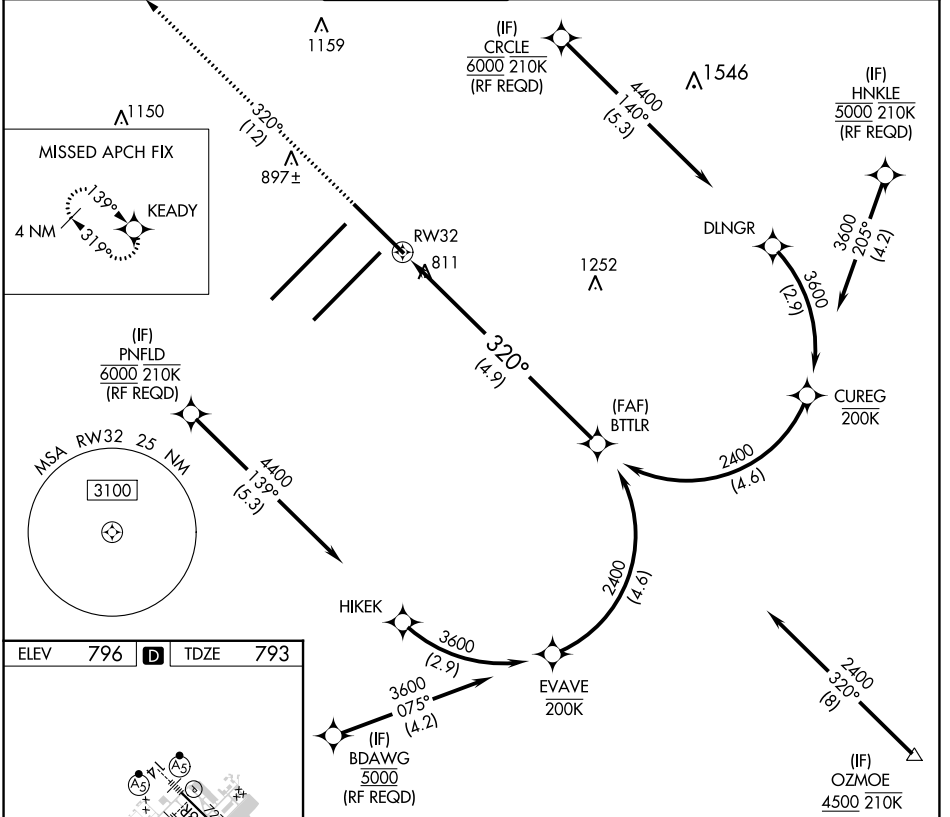 1159
(IF)
CRCLE
6000 210K
(RF REQD)
1546
(IF)
HNKLE
5000 210K
(RF REQD)
4400
140°
(5.3)
1150
320°
(12)
897±
MISSED APCH FIX
139°
KEADY
4 NM
319°
RW32
811
DLNGR
3600
205°
(4.2)
1252
3600
(2.9)
320°
(4.9)
(IF)
PNFLD
6000 210K
(RF REQD)
(FAF)
BTTLR
CUREG
200K
2400
(4.6)
MSA RW32 25 NM
3100
4400
139°
(5.3)
2400
(4.6)
HIKEK
3600
(2.9)
EVAVE
200K
ELEV 796 D TDZE 793
3600
075°
(4.2)
(IF)
BDAWG
5000
(RF REQD)
2400
320°
(8)
(IF)
OZMOE
4500 210K
A5
A5
P
14